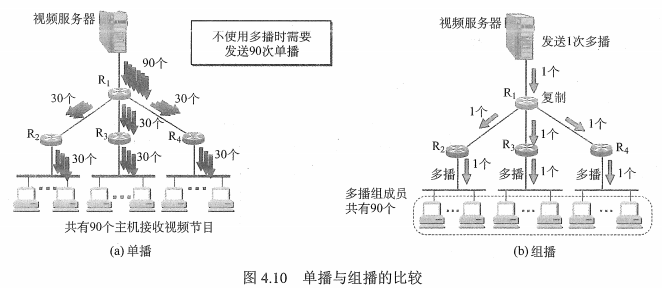 视频服务器
不使用多播时需要
发送90次单播
90个
R1
30个
30个
30个
R2
R3
R4
30个
30个
30个
共有90个主机接收视频节目
(a) 单播
视频服务器
发送1次多播
1个
R1
复制
1个
1个
1个
R2
R3
R4
多播
1个
多播
1个
多播
1个
多播组成员
共有90个
(b) 组播
图 4.10 单播与组播的比较